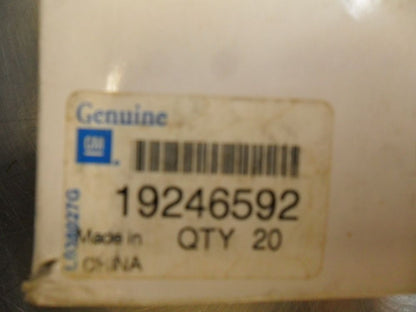 Genuine
GM
19246592
Made in QTY 20
CHINA